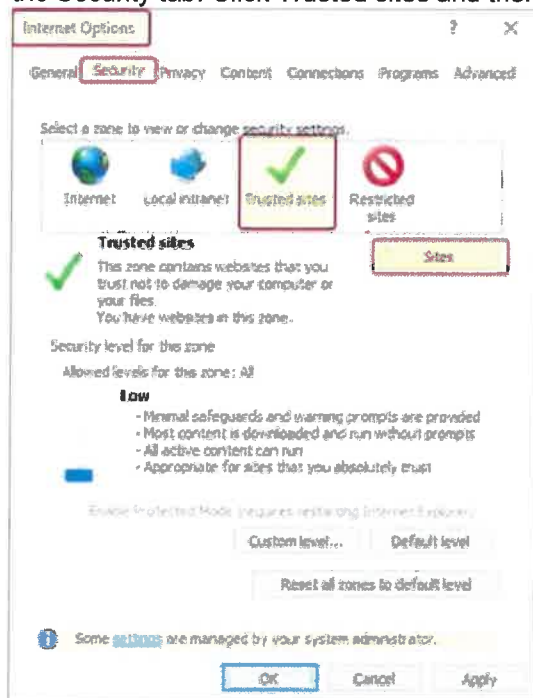 the Security tab. Click Trusted sites and the
Internet Options ? ×
General Security Privacy Content Connections Programs Advanced
Select a zone to view or change security settings.
Internet Local intranet Trusted sites Restricted
sites
Trusted sites
Sites
This zone contains websites that you
trust not to damage your computer or
your files.
You have websites in this zone.
Security level for this zone
Allowed levels for this zone: All
Low
- Minimal safeguards and warning prompts are provided
- Most content is downloaded and run without prompts
- All active content can run
- Appropriate for sites that you absolutely trust
Enable Protected Mode (requires restarting Internet Explorer)
Custom level... Default level
Reset all zones to default level
Some settings are managed by your system administrator.
OK Cancel Apply